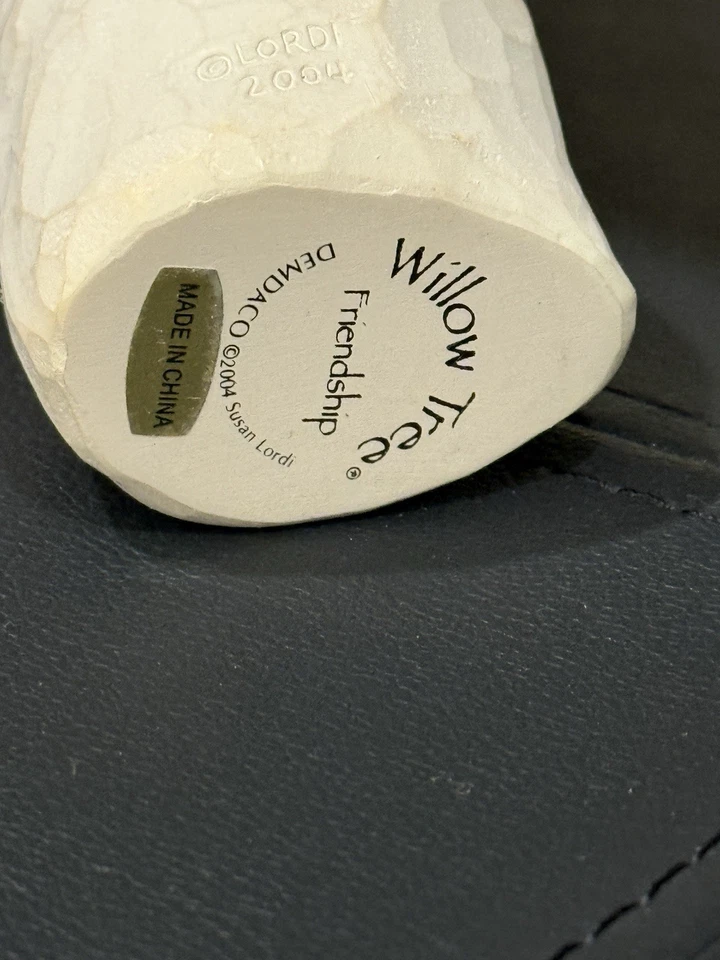 ©LORDI
2004
Willow Tree®
Friendship
DEMDACO ©2004 Susan Lordi
MADE IN CHINA